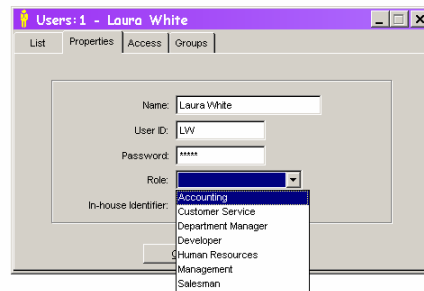 Users:1 - Laura White
List Properties Access Groups
Name: Laura White
User ID: LW
Password: *****
Role:
Accounting
In-house Identifier:
Customer Service
Department Manager
Developer
Human Resources
Management
Salesman